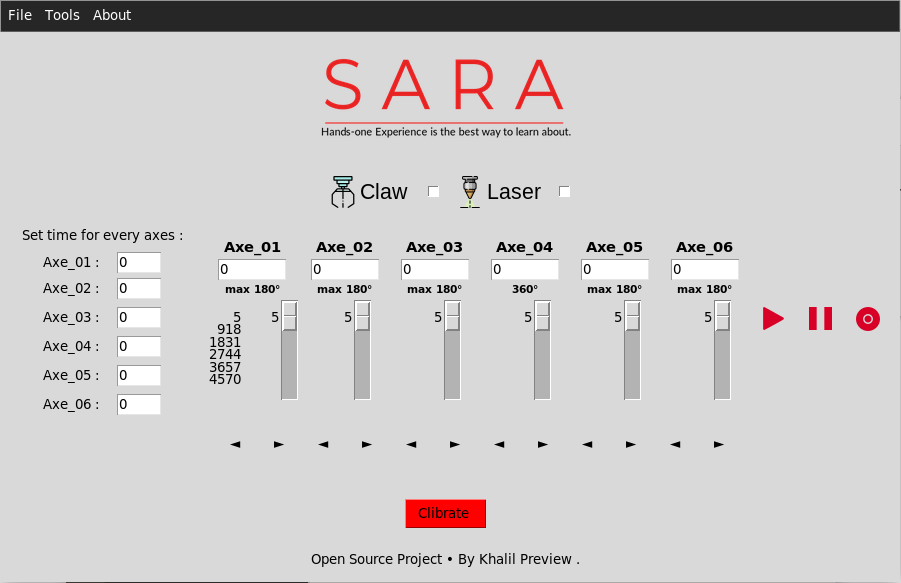 File Tools About
SARA
Hands-one Experience is the best way to learn about.
Claw Laser
Set time for every axes :
Axe_01 : 0
Axe_02 : 0
Axe_03 : 0
Axe_04 : 0
Axe_05 : 0
Axe_06 : 0
Axe_01 Axe_02 Axe_03 Axe_04 Axe_05 Axe_06
0 0 0 0 0 0
max 180° max 180° max 180° 360° max 180° max 180°
5 5 5 5 5 5 5
918
1831
2744
3657
4570
Clibrate
Open Source Project • By Khalil Preview .